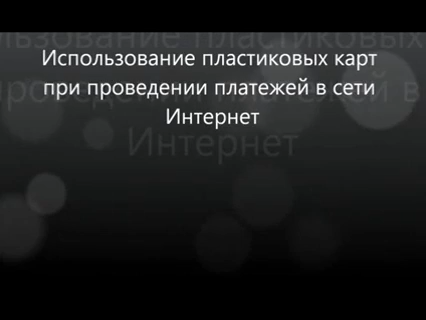 Использование пластиковых карт
при проведении платежей в сети
Интернет